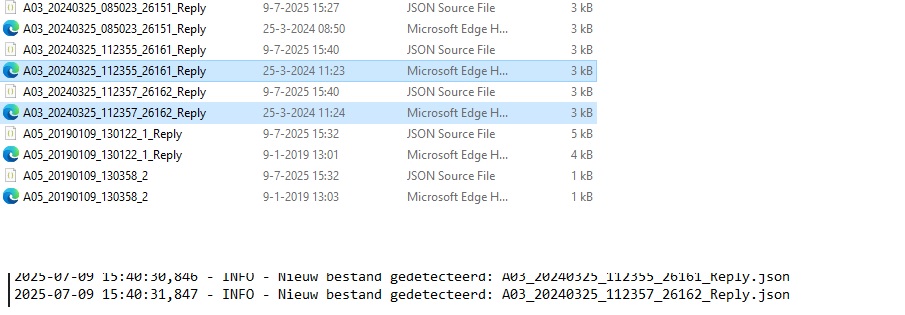 A03_20240325_085023_26151_Reply 9-7-2025 15:27 JSON Source File 3 kB
A03_20240325_085023_26151_Reply 25-3-2024 08:50 Microsoft Edge H... 3 kB
A03_20240325_112355_26161_Reply 9-7-2025 15:40 JSON Source File 3 kB
A03_20240325_112355_26161_Reply 25-3-2024 11:23 Microsoft Edge H... 3 kB
A03_20240325_112357_26162_Reply 9-7-2025 15:40 JSON Source File 3 kB
A03_20240325_112357_26162_Reply 25-3-2024 11:24 Microsoft Edge H... 3 kB
A05_20190109_130122_1_Reply 9-7-2025 15:32 JSON Source File 5 kB
A05_20190109_130122_1_Reply 9-1-2019 13:01 Microsoft Edge H... 4 kB
A05_20190109_130358_2 9-7-2025 15:32 JSON Source File 1 kB
A05_20190109_130358_2 9-1-2019 13:03 Microsoft Edge H... 1 kB
2025-07-09 15:40:30,846 - INFO - Nieuw bestand gedetecteerd: A03_20240325_112355_26161_Reply.json
2025-07-09 15:40:31,847 - INFO - Nieuw bestand gedetecteerd: A03_20240325_112357_26162_Reply.json